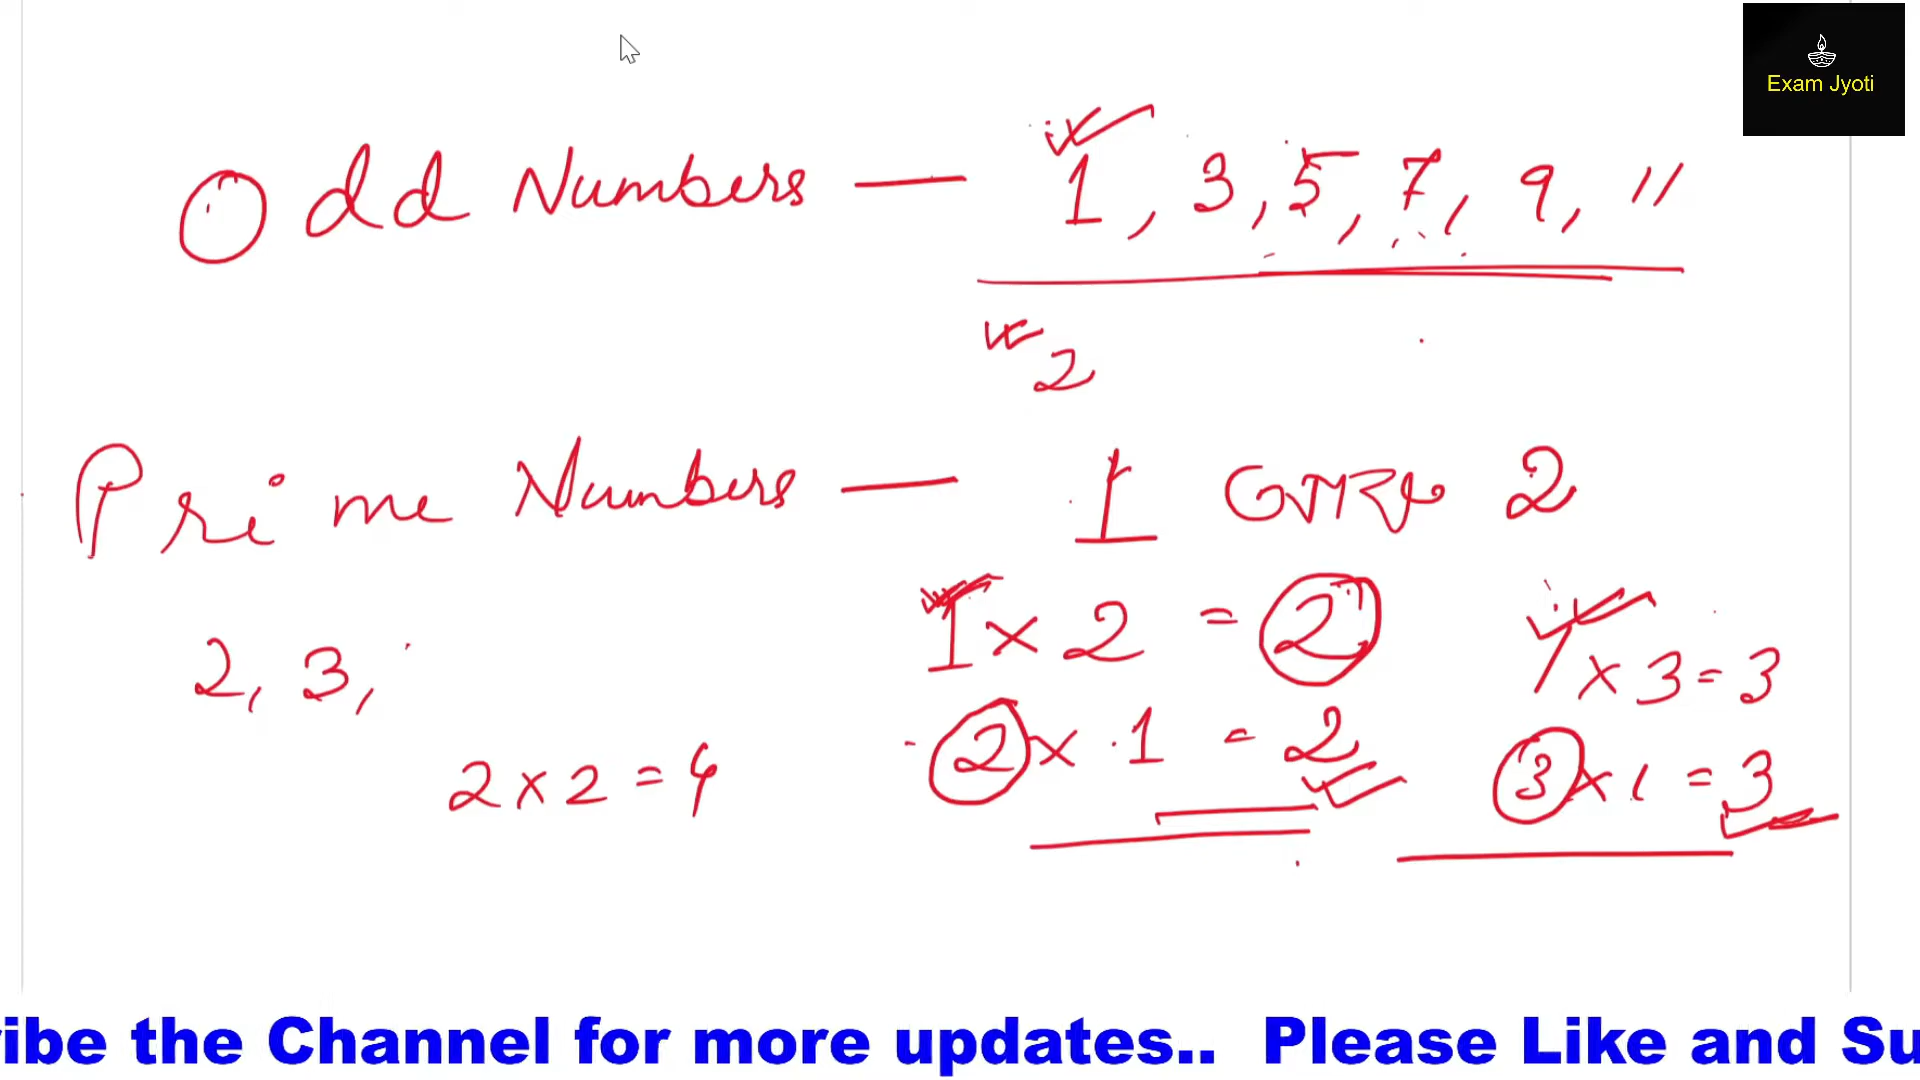 Exam Jyoti
Odd Numbers — 1, 3, 5, 7, 9, 11
2
Prime Numbers — 1 2
2, 3,
1 × 2 = 2
1 × 3 = 3
2 × 1 = 2
3 × 1 = 3
2 × 2 = 4
ibe the Channel for more updates.. Please Like and Su